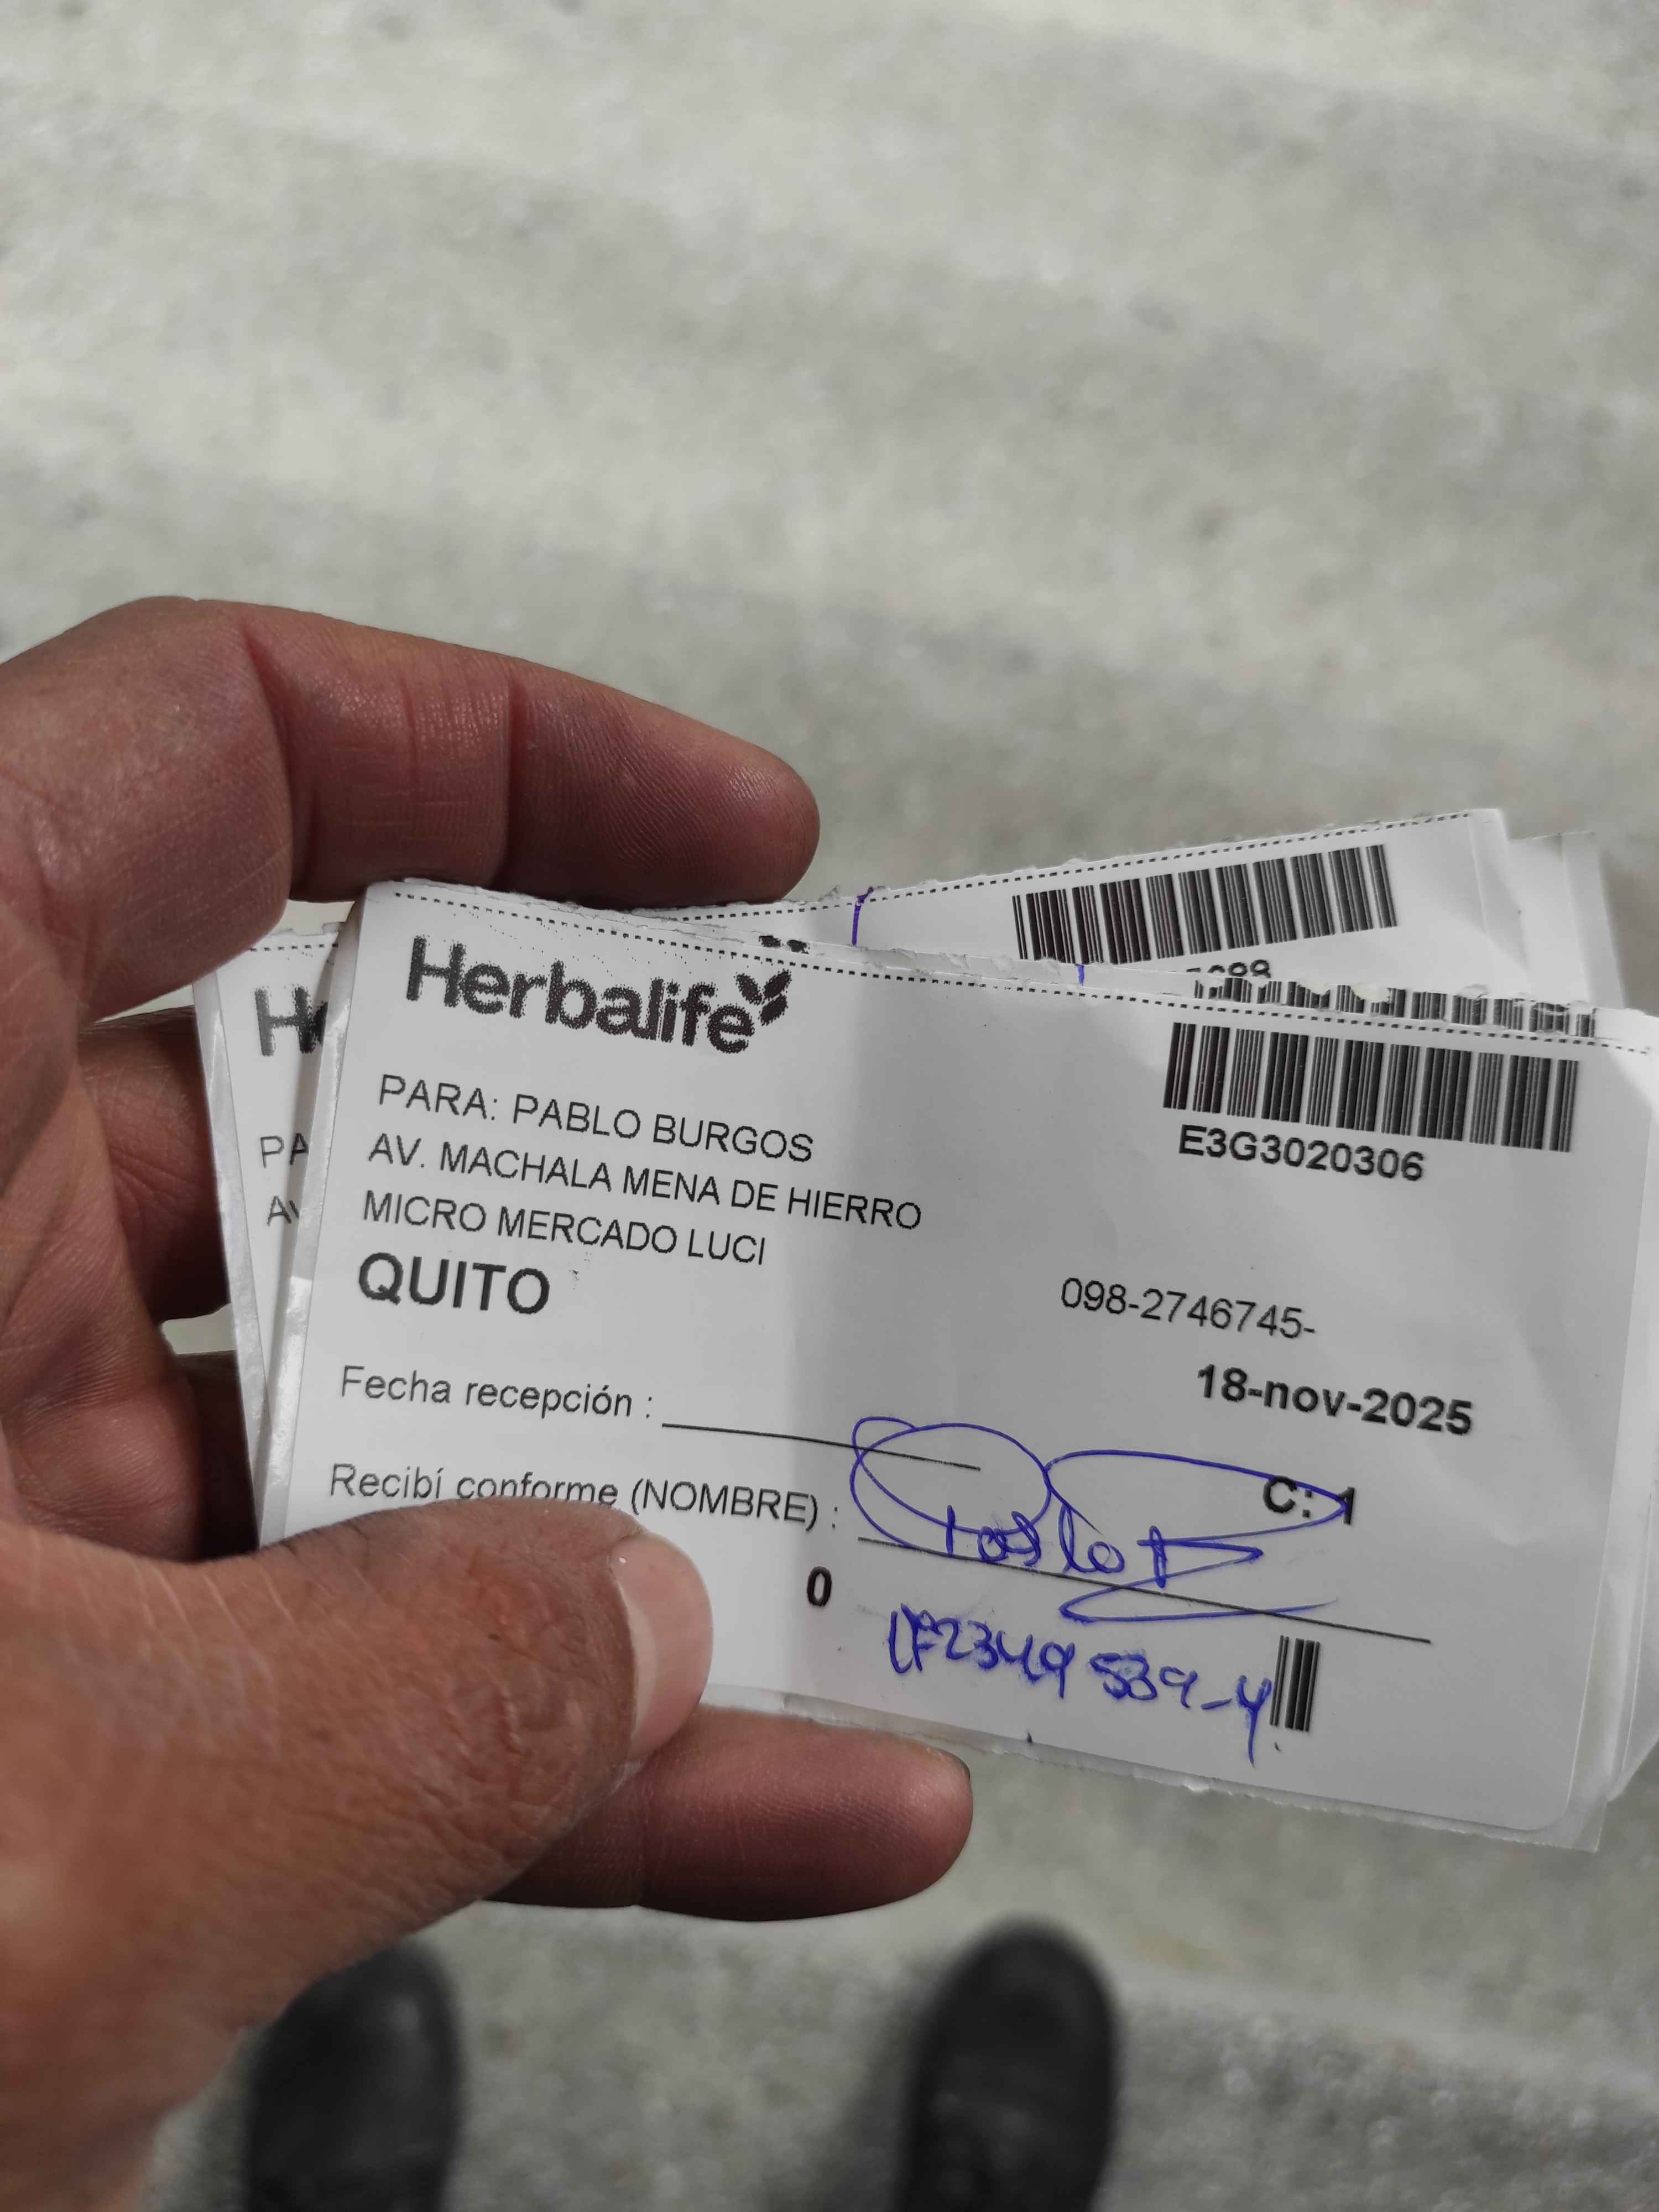 Herbalife
E3G3020306
PARA: PABLO BURGOS
AV. MACHALA MENA DE HIERRO
MICRO MERCADO LUCI
QUITO
098-2746745-
18-nov-2025
Fecha recepción :
C: 1
Recibí conforme (NOMBRE) :
0